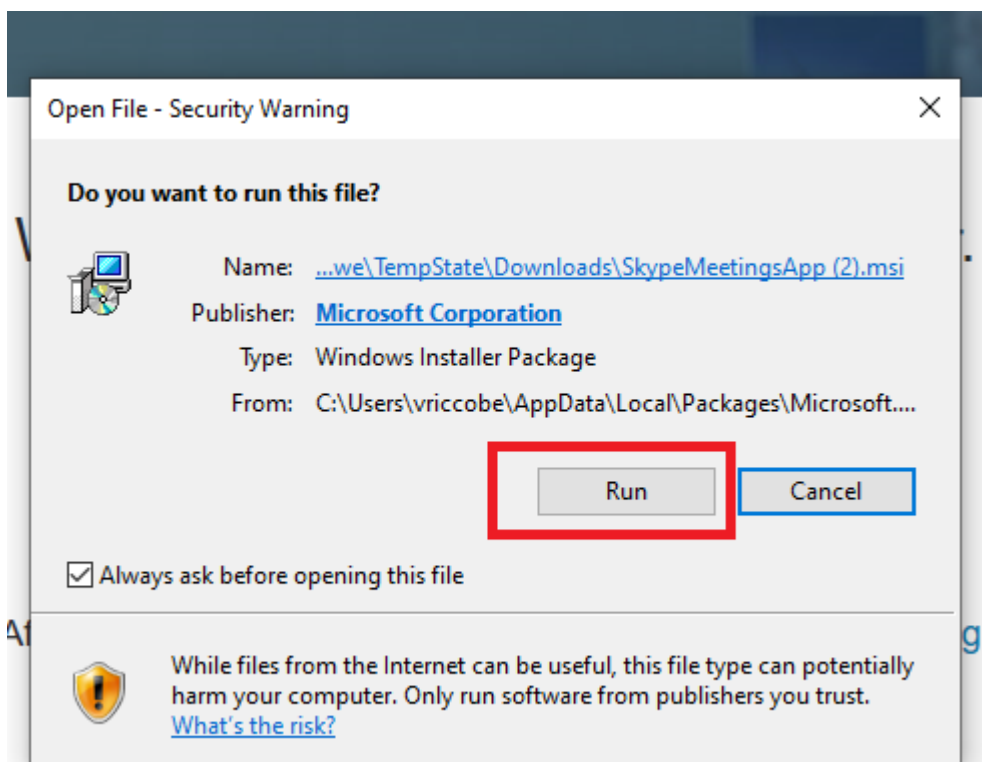 Open File - Security Warning
Do you want to run this file?
Name: ...we\TempState\Downloads\SkypeMeetingsApp (2).msi
Publisher: Microsoft Corporation
Type: Windows Installer Package
From: C:\Users\vriccobe\AppData\Local\Packages\Microsoft....
Run Cancel
Always ask before opening this file
While files from the Internet can be useful, this file type can potentially
harm your computer. Only run software from publishers you trust.
What's the risk?